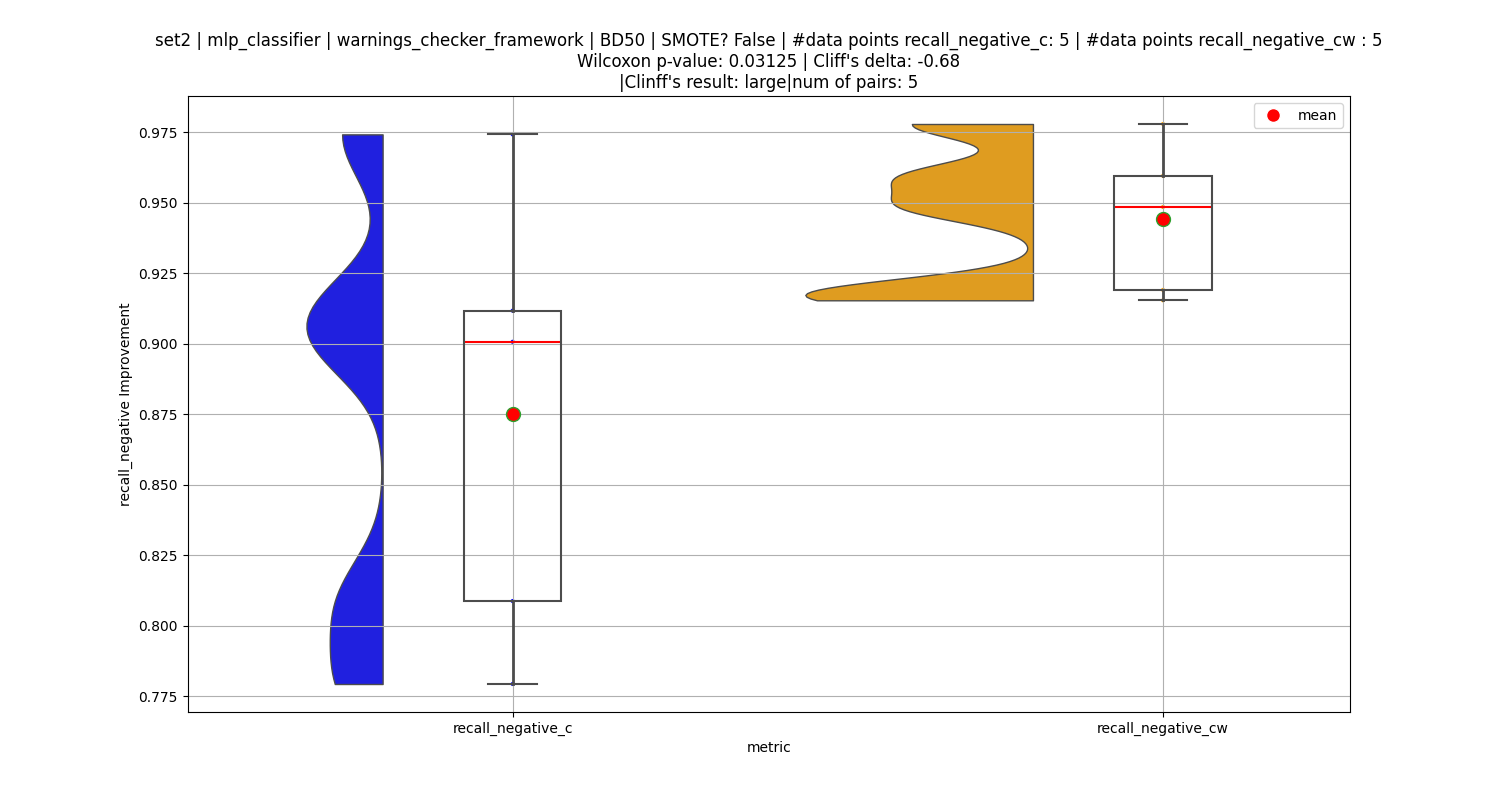 set2 | mlp_classifier | warnings_checker_framework | BD50 | SMOTE? False | #data points recall_negative_c: 5 | #data points recall_negative_cw : 5
Wilcoxon p-value: 0.03125 | Cliff's delta: -0.68
|Clinff's result: large|num of pairs: 5
mean
0.975
0.950
0.925
0.900
0.875
0.850
0.825
0.800
0.775
recall_negative Improvement
recall_negative_c
recall_negative_cw
metric